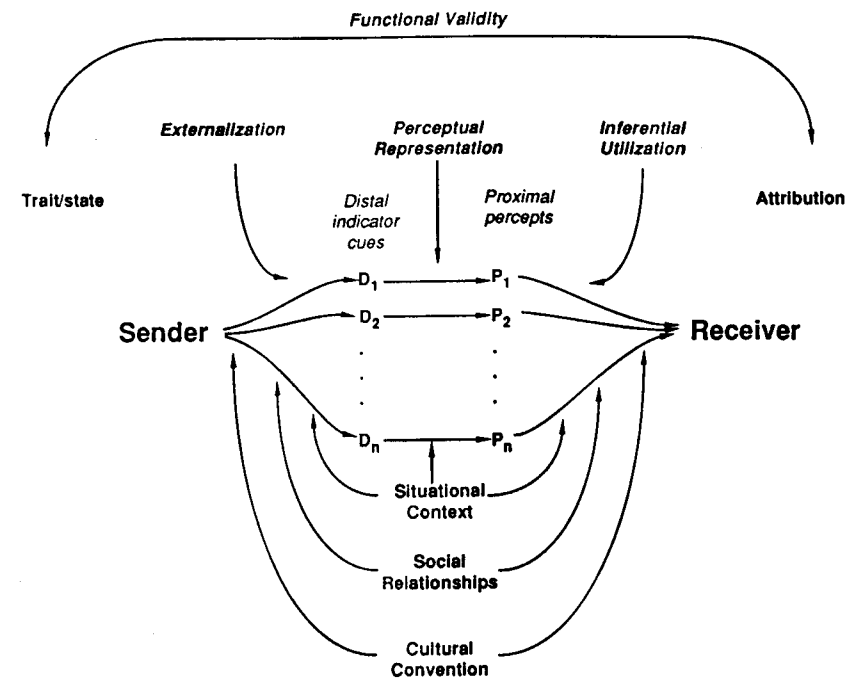 Functional Validity
Externalization
Perceptual
Representation
Inferential
Utilization
Trait/state
Distal
indicator
cues
Proximal
percepts
Attribution
D1
P1
Sender
D2
P2
Receiver
Dn
Pn
Situational
Context
Social
Relationships
Cultural
Convention